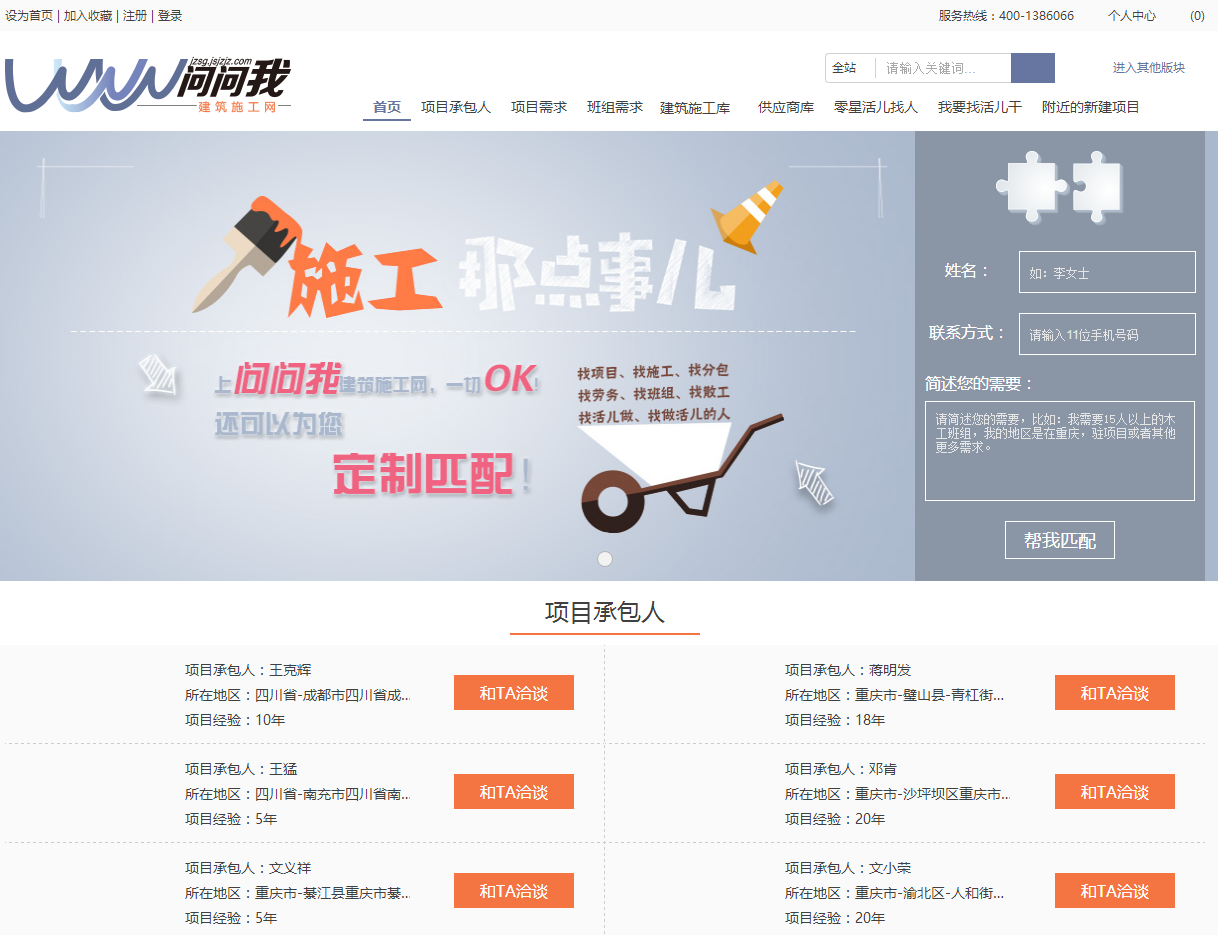 设为首页 | 加入收藏 | 注册 | 登录
服务热线：400-1386066 个人中心 (0)
jzsg.jsjzjz.com
问问我
建筑施工网
全站 请输入关键词... 进入其他版块
首页 项目承包人 项目需求 班组需求 建筑施工库 供应商库 零星活儿找人 我要找活儿干 附近的新建项目
施工那点事儿
上问问我建筑施工网，一切OK!
还可以为您
定制匹配!
找项目、找施工、找分包
找劳务、找班组、找散工
找活儿做、找做活儿的人
姓名： 如：李女士
联系方式： 请输入11位手机号码
简述您的需要：
请简述您的需要，比如：我需要15人以上的木
工班组，我的地区是在重庆，驻项目或者其他
更多需求。
帮我匹配
项目承包人
项目承包人：王克辉
所在地区：四川省-成都市四川省成...
项目经验：10年
和TA洽谈
项目承包人：蒋明发
所在地区：重庆市-璧山县-青杠街...
项目经验：18年
和TA洽谈
项目承包人：王猛
所在地区：四川省-南充市四川省南...
项目经验：5年
和TA洽谈
项目承包人：邓肯
所在地区：重庆市-沙坪坝区重庆市...
项目经验：20年
和TA洽谈
项目承包人：文义祥
所在地区：重庆市-綦江县重庆市綦...
项目经验：5年
和TA洽谈
项目承包人：文小荣
所在地区：重庆市-渝北区-人和街...
项目经验：20年
和TA洽谈